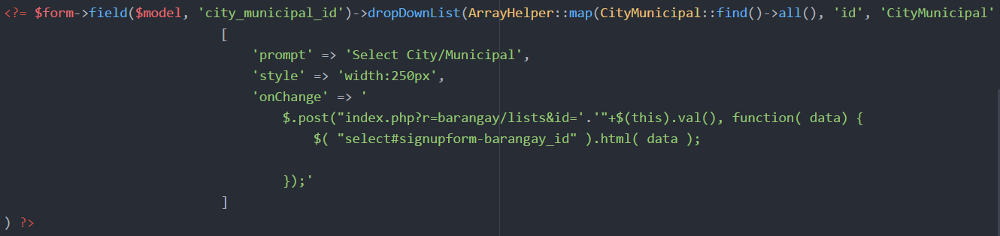 <?= $form->field($model, 'city_municipal_id')->dropDownList(ArrayHelper::map(CityMunicipal::find()->all(), 'id', 'CityMunicipal'
[
'prompt' => 'Select City/Municipal',
'style' => 'width:250px',
'onChange' => '
$.post("index.php?r=barangay/lists&id='.'"+$(this).val(), function( data) {
$( "select#signupform-barangay_id" ).html( data );
});'
]
) ?>